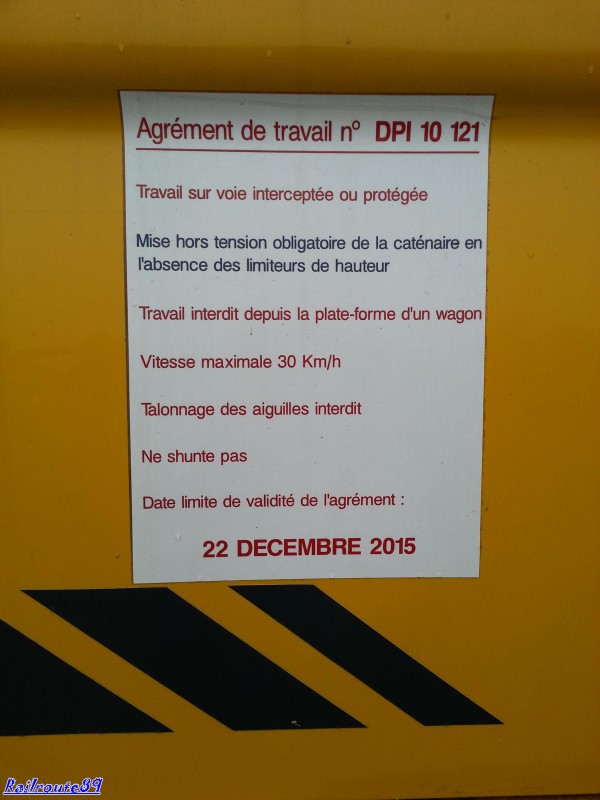 Agrément de travail n° DPI 10 121
Travail sur voie interceptée ou protégée
Mise hors tension obligatoire de la caténaire en
l'absence des limiteurs de hauteur
Travail interdit depuis la plate-forme d'un wagon
Vitesse maximale 30 Km/h
Talonnage des aiguilles interdit
Ne shunte pas
Date limite de validité de l'agrément :
22 DECEMBRE 2015
Railroute89